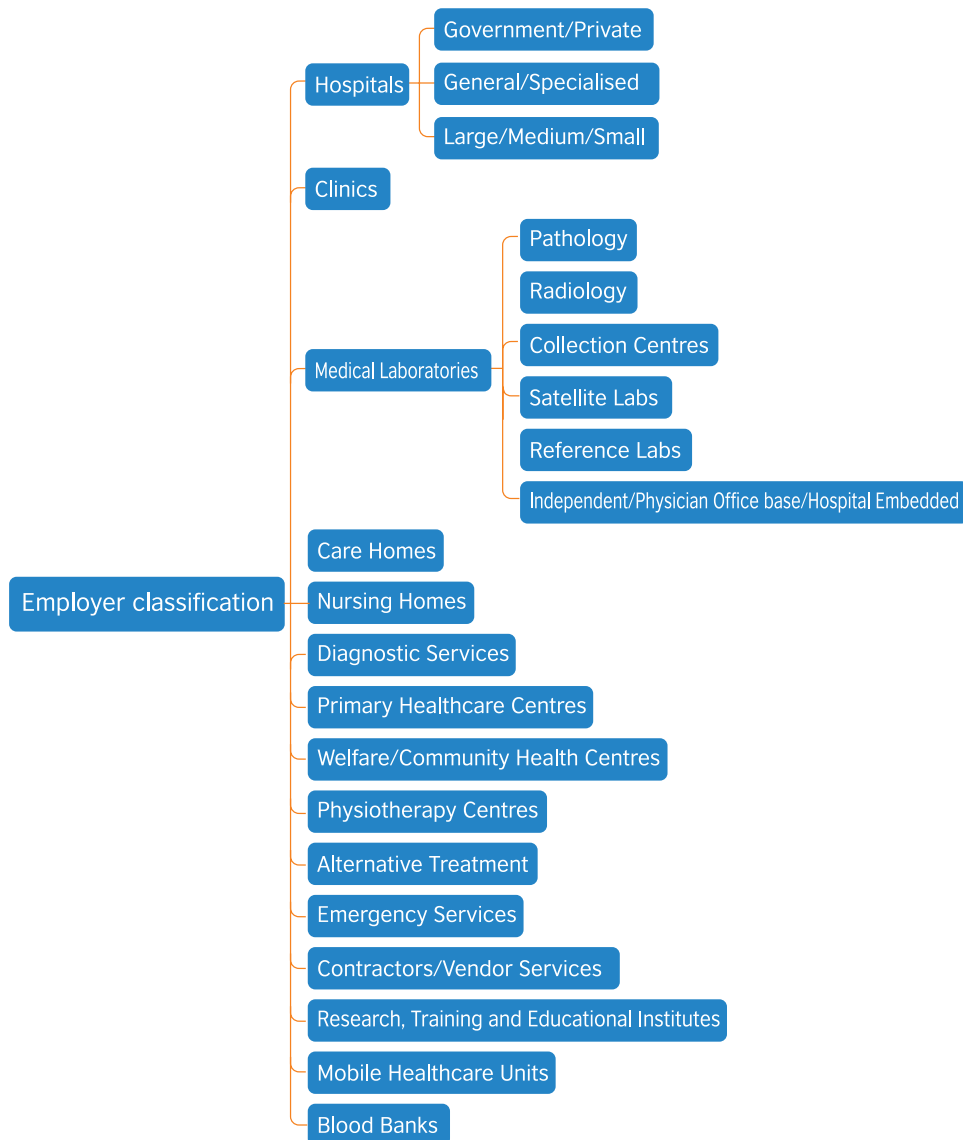 Employer classification
Hospitals
Government/Private
General/Specialised
Large/Medium/Small
Clinics
Medical Laboratories
Pathology
Radiology
Collection Centres
Satellite Labs
Reference Labs
Independent/Physician Office base/Hospital Embedded
Care Homes
Nursing Homes
Diagnostic Services
Primary Healthcare Centres
Welfare/Community Health Centres
Physiotherapy Centres
Alternative Treatment
Emergency Services
Contractors/Vendor Services
Research, Training and Educational Institutes
Mobile Healthcare Units
Blood Banks